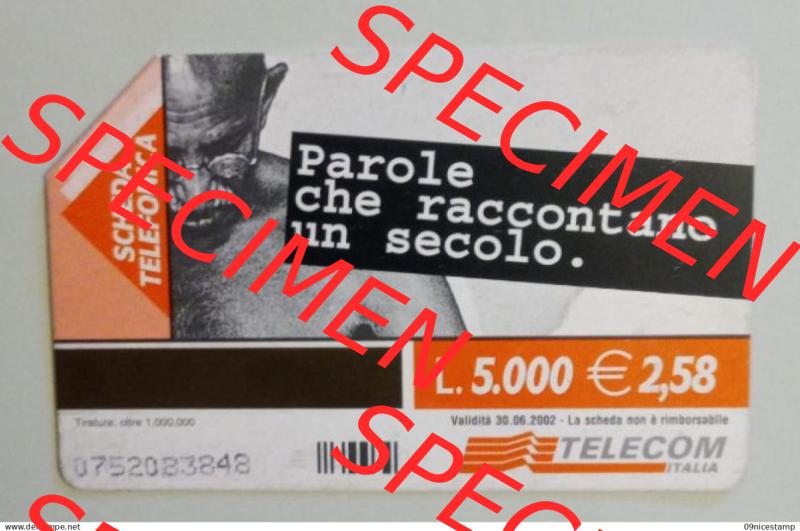 SCHEDA
TELEFONICA
Parole
che raccontano
un secolo.
L. 5.000 € 2,58
Tiratura: oltre 1.000.000
Validità 30.06.2002 - La scheda non è rimborsabile
0752083848
TELECOM
ITALIA
SPECIMEN
SPECIMEN
SPECIMEN
www.delcampe.net
09nicestamp